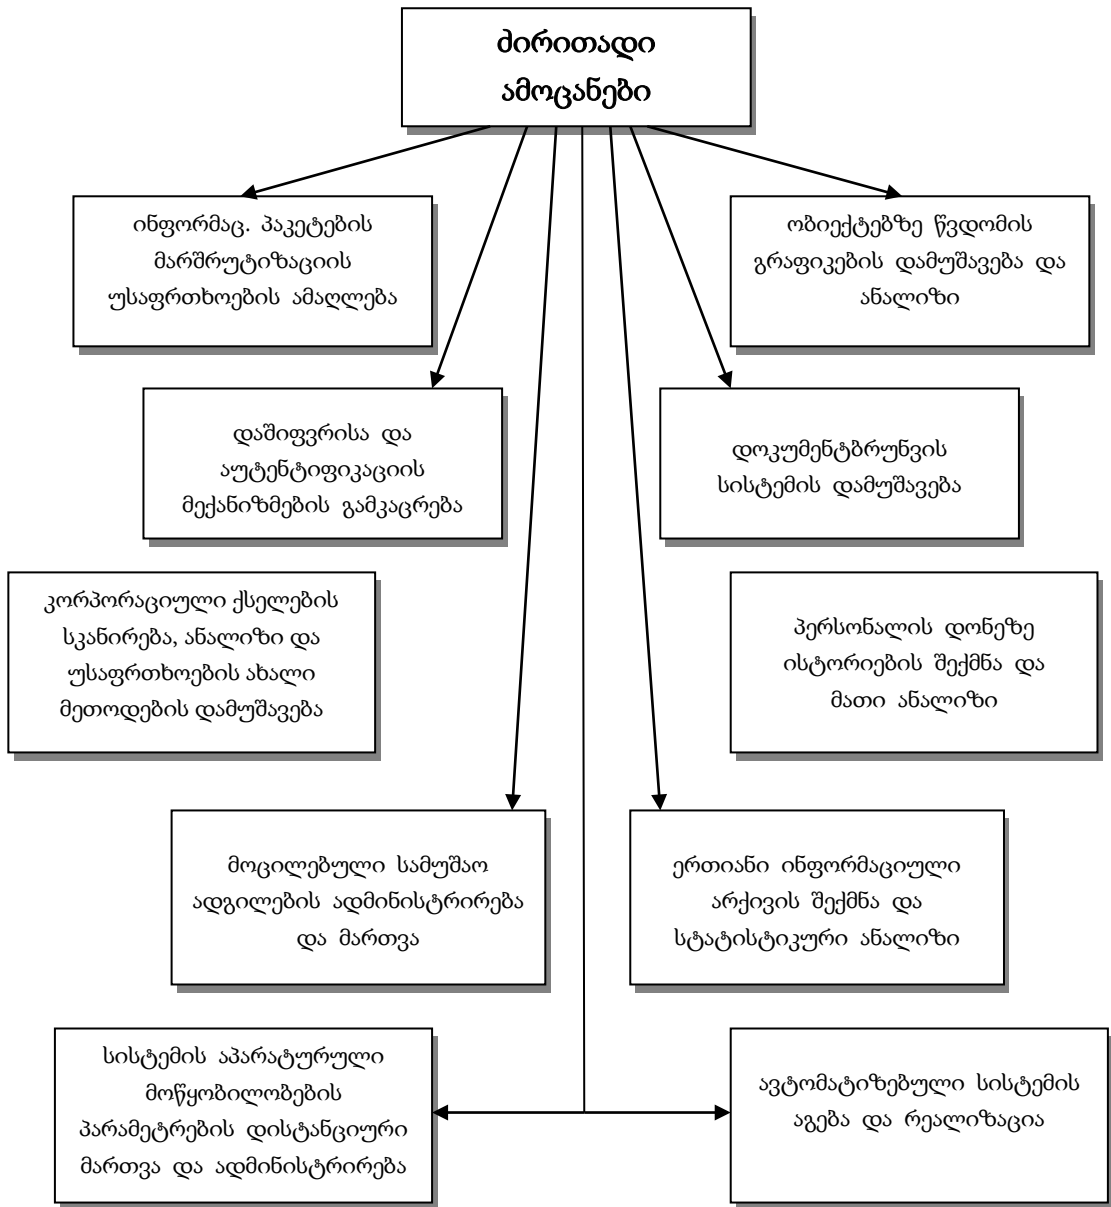 ძირითადი
ამოცანები
ინფორმაც. პაკეტების
მარშრუტიზაციის
უსაფრთხოების ამაღლება
ობიექტებზე წვდომის
გრაფიკების დამუშავება და
ანალიზი
დაშიფვრისა და
აუტენტიფიკაციის
მექანიზმების გამკაცრება
დოკუმენტბრუნვის
სისტემის დამუშავება
კორპორაციული ქსელების
სკანირება, ანალიზი და
უსაფრთხოების ახალი
მეთოდების დამუშავება
პერსონალის დონეზე
ისტორიების შექმნა და
მათი ანალიზი
მოცილებული სამუშაო
ადგილების ადმინისტრირება
და მართვა
ერთიანი ინფორმაციული
არქივის შექმნა და
სტატისტიკური ანალიზი
სისტემის აპარატურული
მოწყობილობების
პარამეტრების დისტანციური
მართვა და ადმინისტრირება
ავტომატიზებული სისტემის
აგება და რეალიზაცია